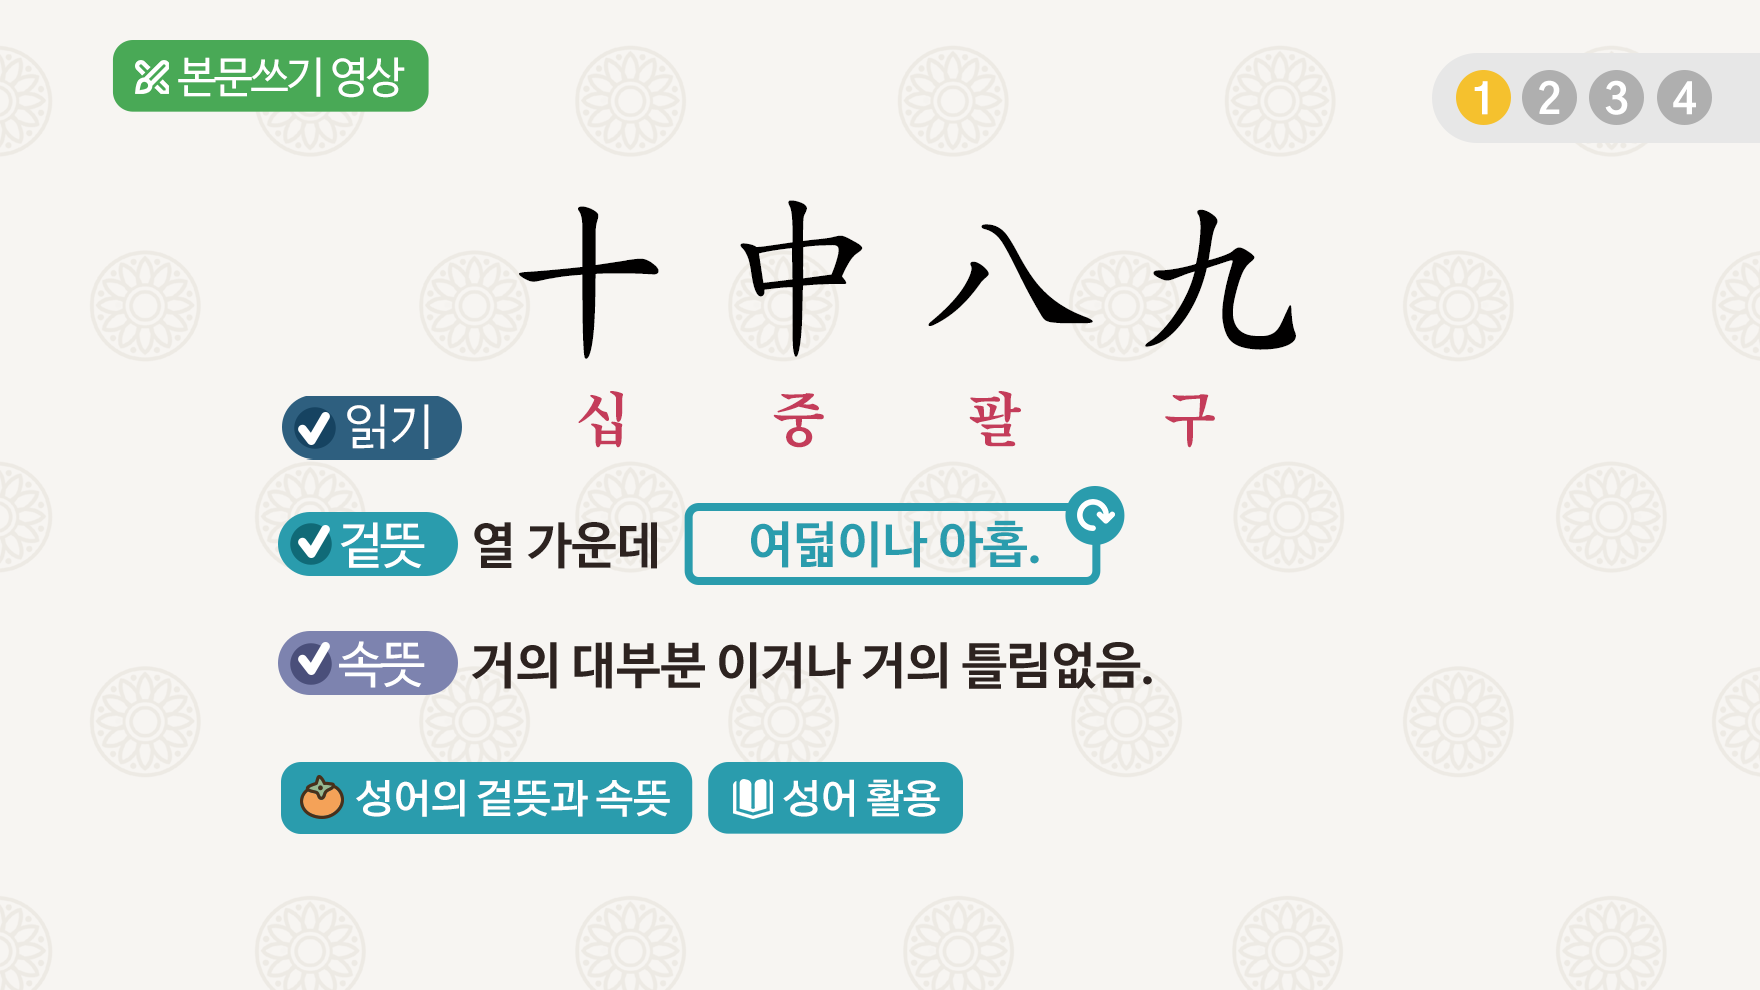 본문쓰기 영상
1 2 3 4
十 中 八 九
읽기 십 중 팔 구
겉뜻 열 가운데 여덟이나 아홉.
속뜻 거의 대부분 이거나 거의 틀림없음.
성어의 겉뜻과 속뜻 성어 활용